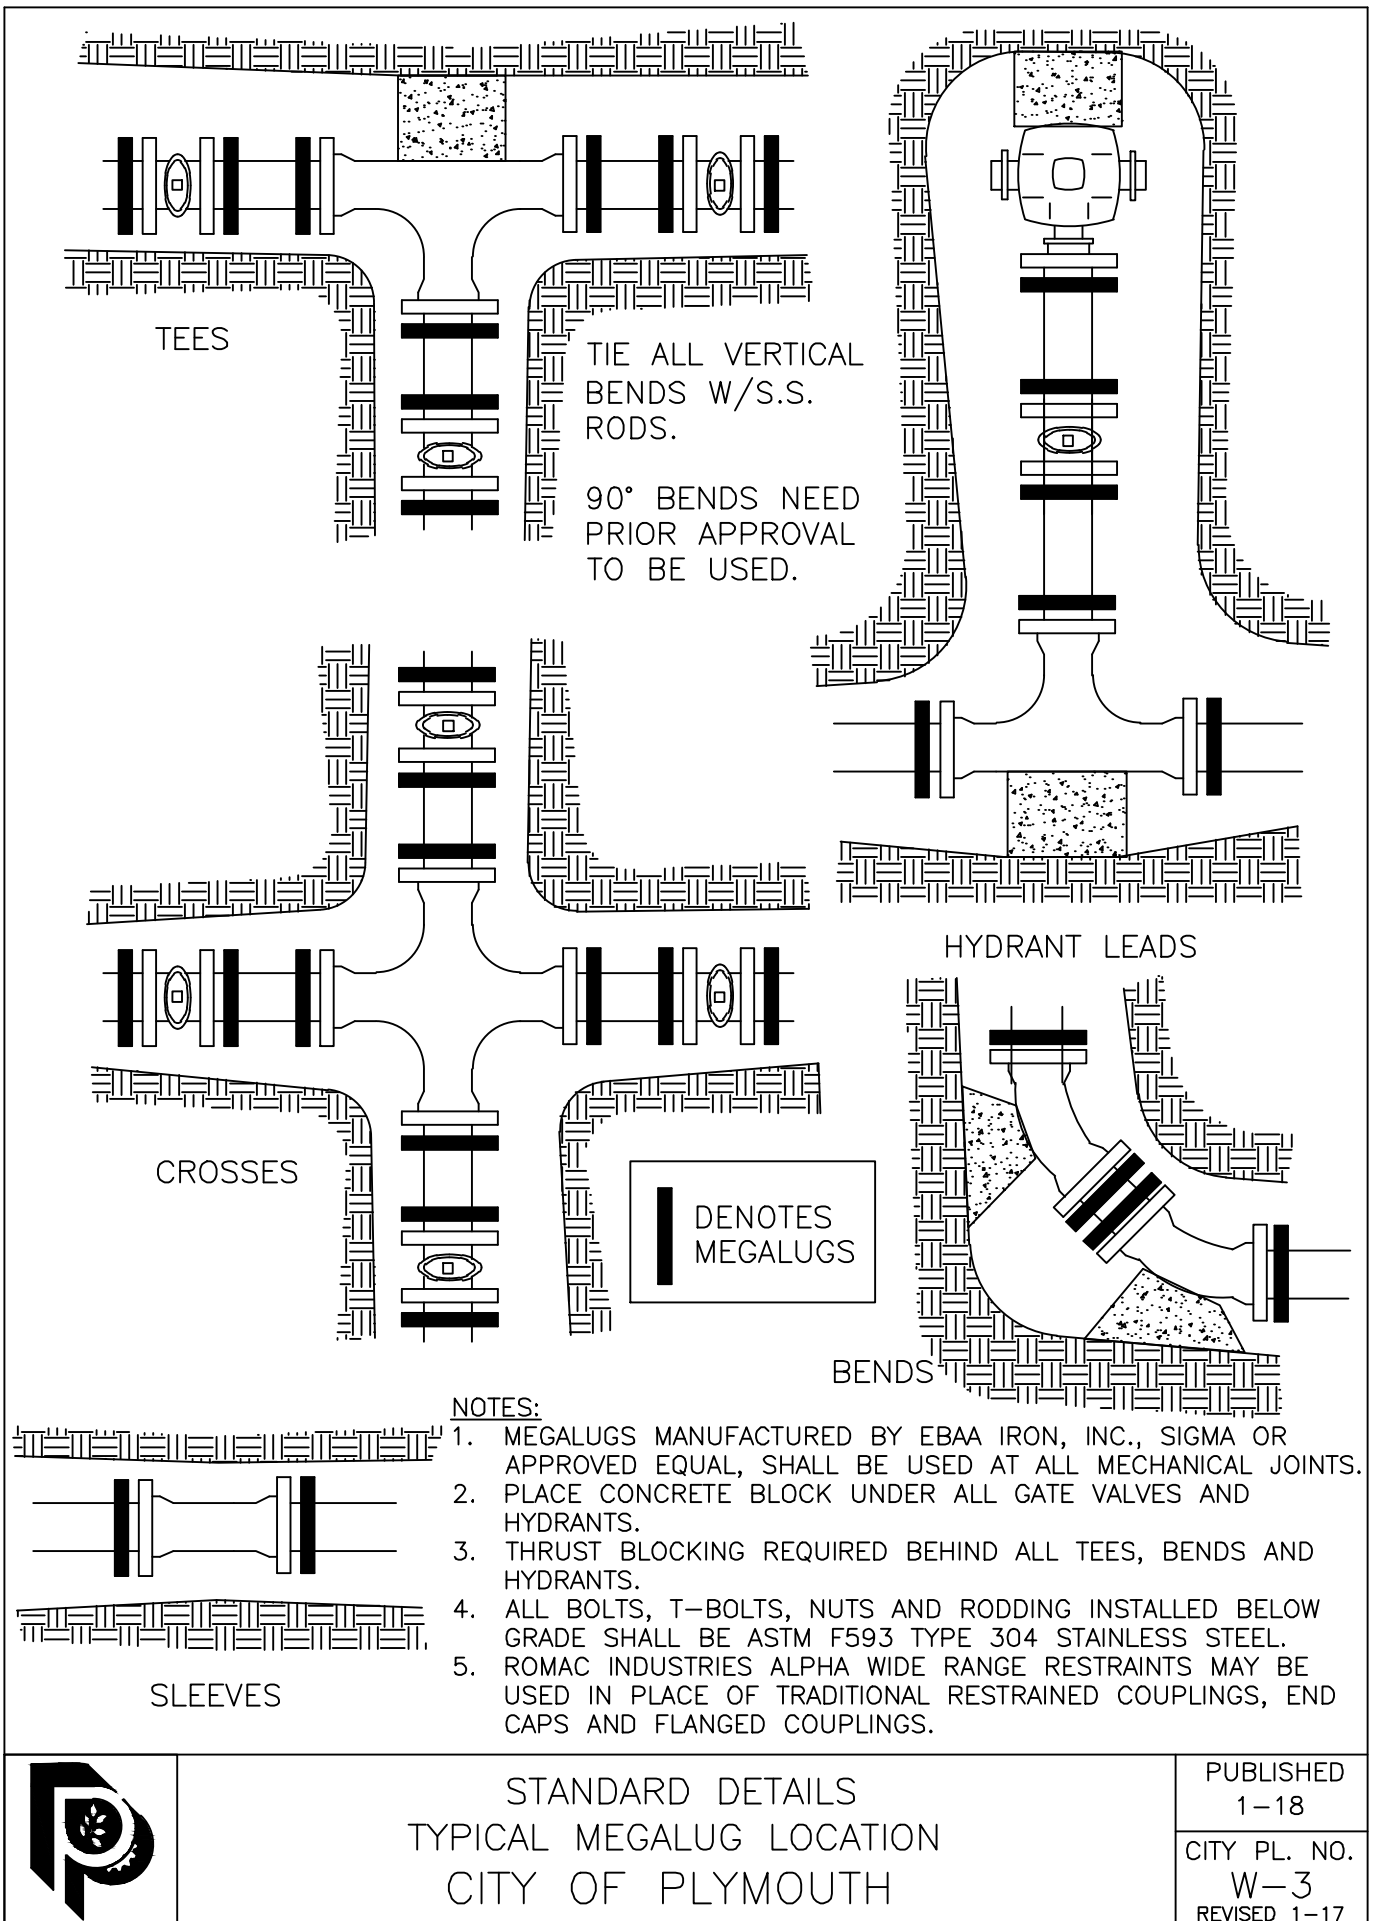 TEES
TIE ALL VERTICAL
BENDS W/S.S.
RODS.
90° BENDS NEED
PRIOR APPROVAL
TO BE USED.
HYDRANT LEADS
CROSSES
DENOTES
MEGALUGS
BENDS
SLEEVES
NOTES:
1. MEGALUGS MANUFACTURED BY EBAA IRON, INC., SIGMA OR
APPROVED EQUAL, SHALL BE USED AT ALL MECHANICAL JOINTS.
2. PLACE CONCRETE BLOCK UNDER ALL GATE VALVES AND
HYDRANTS.
3. THRUST BLOCKING REQUIRED BEHIND ALL TEES, BENDS AND
HYDRANTS.
4. ALL BOLTS, T-BOLTS, NUTS AND RODDING INSTALLED BELOW
GRADE SHALL BE ASTM F593 TYPE 304 STAINLESS STEEL.
5. ROMAC INDUSTRIES ALPHA WIDE RANGE RESTRAINTS MAY BE
USED IN PLACE OF TRADITIONAL RESTRAINED COUPLINGS, END
CAPS AND FLANGED COUPLINGS.
STANDARD DETAILS
TYPICAL MEGALUG LOCATION
CITY OF PLYMOUTH
PUBLISHED
1-18
CITY PL. NO.
W-3
REVISED 1-17